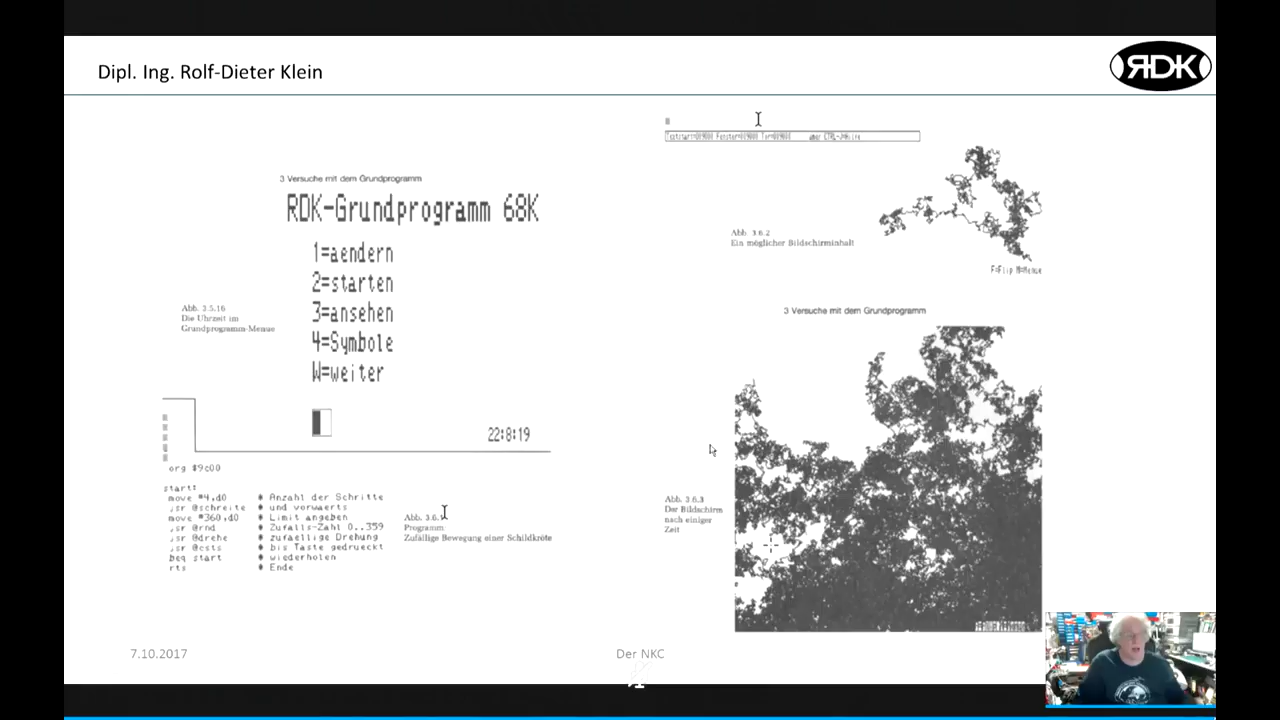 Dipl. Ing. Rolf-Dieter Klein
RDK
3 Versuche mit dem Grundprogramm
RDK-Grundprogramm 68K
1=aendern
2=starten
3=ansehen
4=Symbole
W=weiter
Abb. 3.5.16
Die Uhrzeit im
Grundprogramm-Menue
22:8:19
org $9c00
start:
move #4,d0 * Anzahl der Schritte
jsr @schreite * und vorwaerts
move #360,d0 * Limit angeben
jsr @rnd * Zufalls-Zahl 0..359
jsr @drehe * zufaellige Drehung
jsr @csts * bis Taste gedrueckt
beq start * wiederholen
rts * Ende
Abb. 3.6.
Programm:
Zufällige Bewegung einer Schildkröte
Abb. 3.6.2
Ein möglicher Bildschirminhalt
F=Flip M=Menue
3 Versuche mit dem Grundprogramm
Abb. 3.6.3
Der Bildschirm
nach einiger
Zeit
7.10.2017
Der NKC